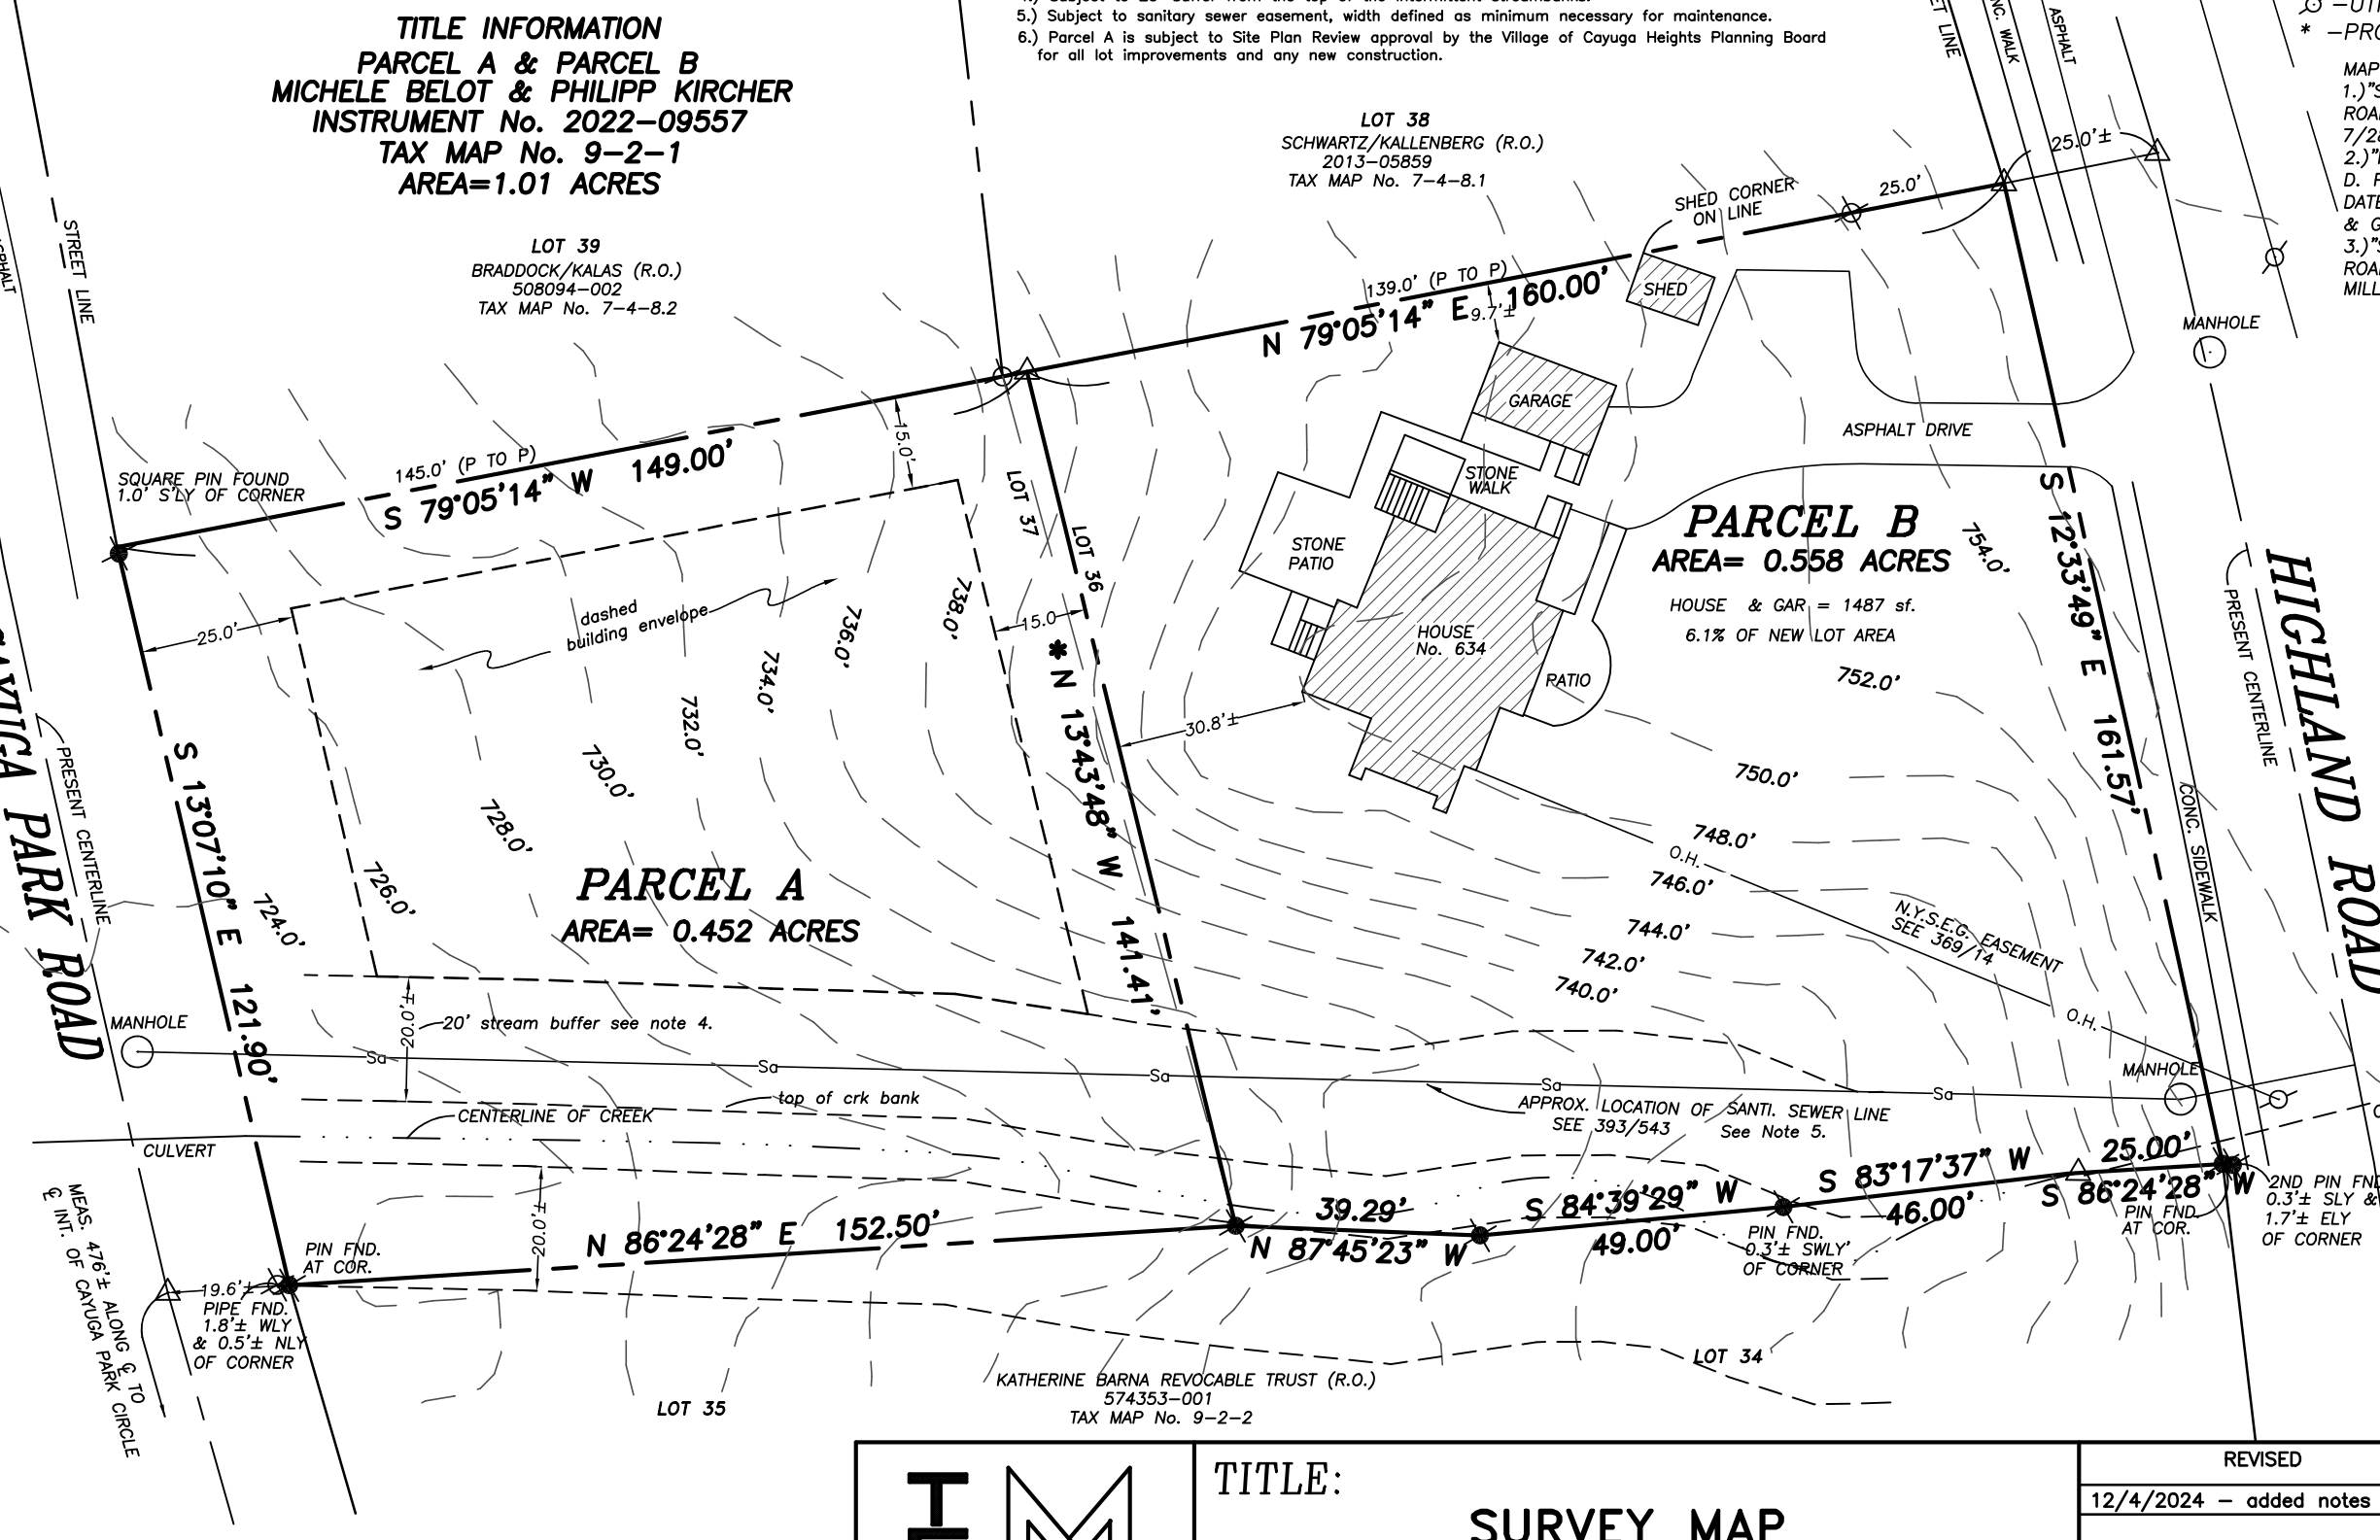 TITLE INFORMATION
PARCEL A & PARCEL B
MICHELE BELOT & PHILIPP KIRCHER
INSTRUMENT No. 2022-09557
TAX MAP No. 9-2-1
AREA=1.01 ACRES
5.) Subject to sanitary sewer easement, width defined as minimum necessary for maintenance.
6.) Parcel A is subject to Site Plan Review approval by the Village of Cayuga Heights Planning Board
for all lot improvements and any new construction.
CONC. WALK
ASPHALT
MAP
MANHOLE
LOT 38
SCHWARTZ/KALLENBERG (R.O.)
2013-05859
TAX MAP No. 7-4-8.1
SHED CORNER
ON LINE
25.0'
25.0'±
STREET LINE
LOT 39
BRADDOCK/KALAS (R.O.)
508094-002
TAX MAP No. 7-4-8.2
139.0' (P TO P)
N 79°05'14" E 160.00'
9.7'±
SHED
GARAGE
ASPHALT DRIVE
STONE
WALK
STONE
PATIO
HOUSE
No. 634
PATIO
30.8'±
PARCEL B
AREA= 0.558 ACRES
HOUSE & GAR = 1487 sf.
6.1% OF NEW LOT AREA
SQUARE PIN FOUND
1.0' S'LY OF CORNER
145.0' (P TO P)
S 79°05'14" W 149.00'
15.0'
LOT 37
LOT 36
25.0'
dashed
building envelope
15.0
* N 13°43'48" W 141.41'
738.0'
736.0'
734.0'
732.0'
730.0'
728.0'
726.0'
724.0'
754.0'
752.0'
750.0'
748.0'
746.0'
744.0'
742.0'
740.0'
S 12°33'49" E 161.57'
HIGHLAND ROAD
PRESENT CENTERLINE
CONC. SIDEWALK
O.H.
N.Y.S.E.G. EASEMENT
SEE 369/14
O.H.
PARK ROAD
PRESENT CENTERLINE
S 13°07'10" E 121.90'
PARCEL A
AREA= 0.452 ACRES
MANHOLE
20.0'±
20' stream buffer see note 4.
Sa
Sa
Sa
Sa
Sa
MANHOLE
top of crk bank
CENTERLINE OF CREEK
CULVERT
APPROX. LOCATION OF SANTI. SEWER LINE
SEE 393/543 See Note 5.
MEAS. 476'± ALONG ℄ TO
℄ INT. OF CAYUGA PARK CIRCLE
PIN FND.
AT COR.
19.6'±
PIPE FND.
1.8'± WLY
& 0.5'± NLY
OF CORNER
20.0'±
N 86°24'28" E 152.50'
39.29'
N 87°45'23" W
S 84°39'29" W
49.00'
PIN FND.
0.3'± SWLY'
OF CORNER
S 83°17'37" W
46.00'
25.00'
S 86°24'28" W
PIN FND.
AT COR.
2ND PIN FND
0.3'± SLY &
1.7'± ELY
OF CORNER
LOT 34
LOT 35
KATHERINE BARNA REVOCABLE TRUST (R.O.)
574353-001
TAX MAP No. 9-2-2
TITLE:
SURVEY MAP
REVISED
12/4/2024 - added notes